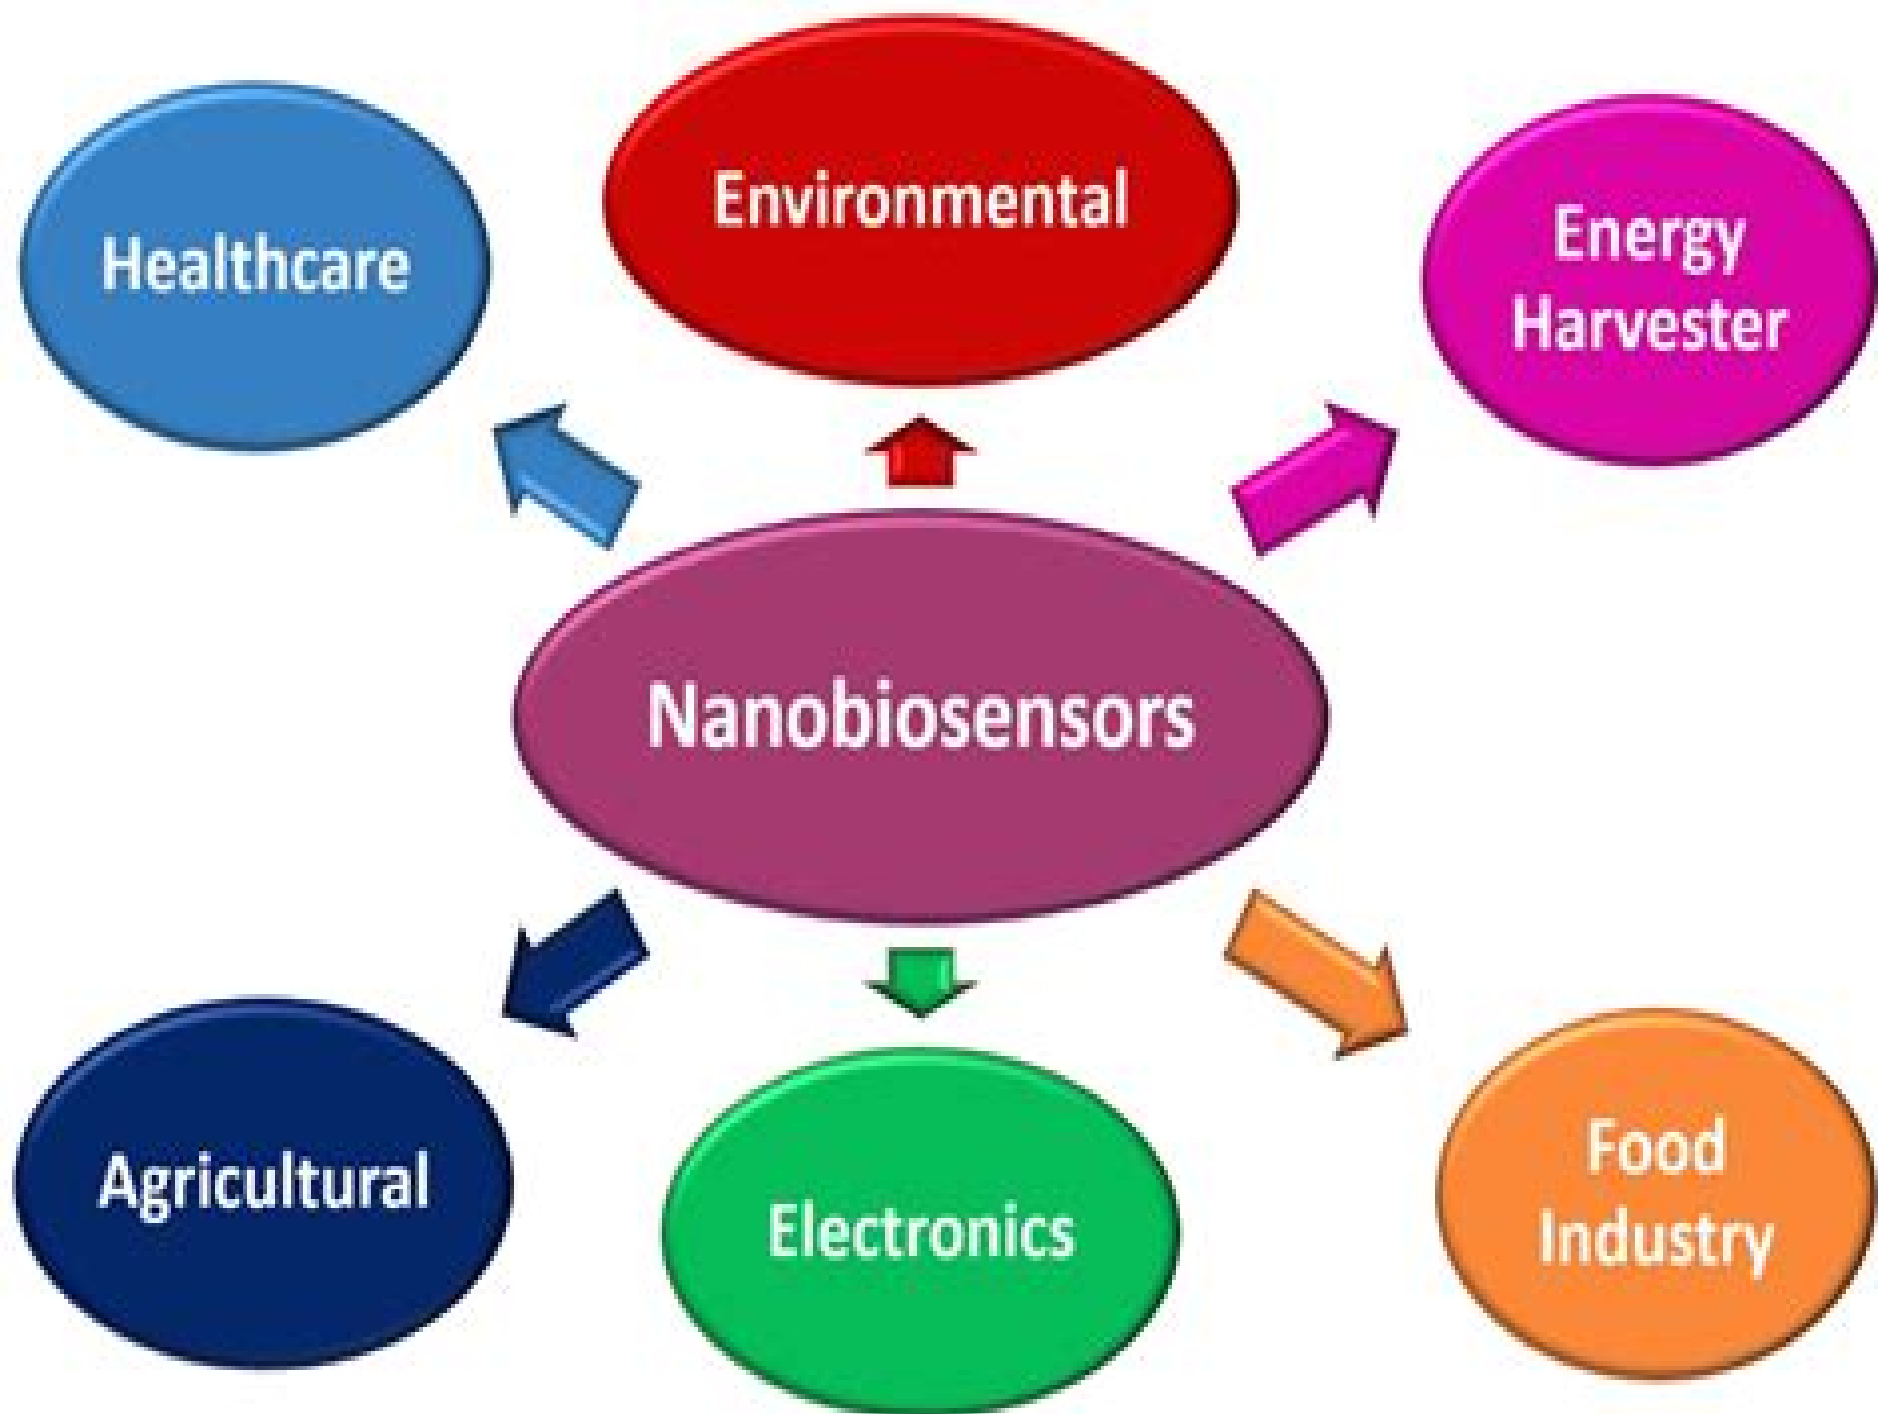 Environmental
Healthcare
Energy
Harvester
Nanobiosensors
Agricultural
Electronics
Food
Industry